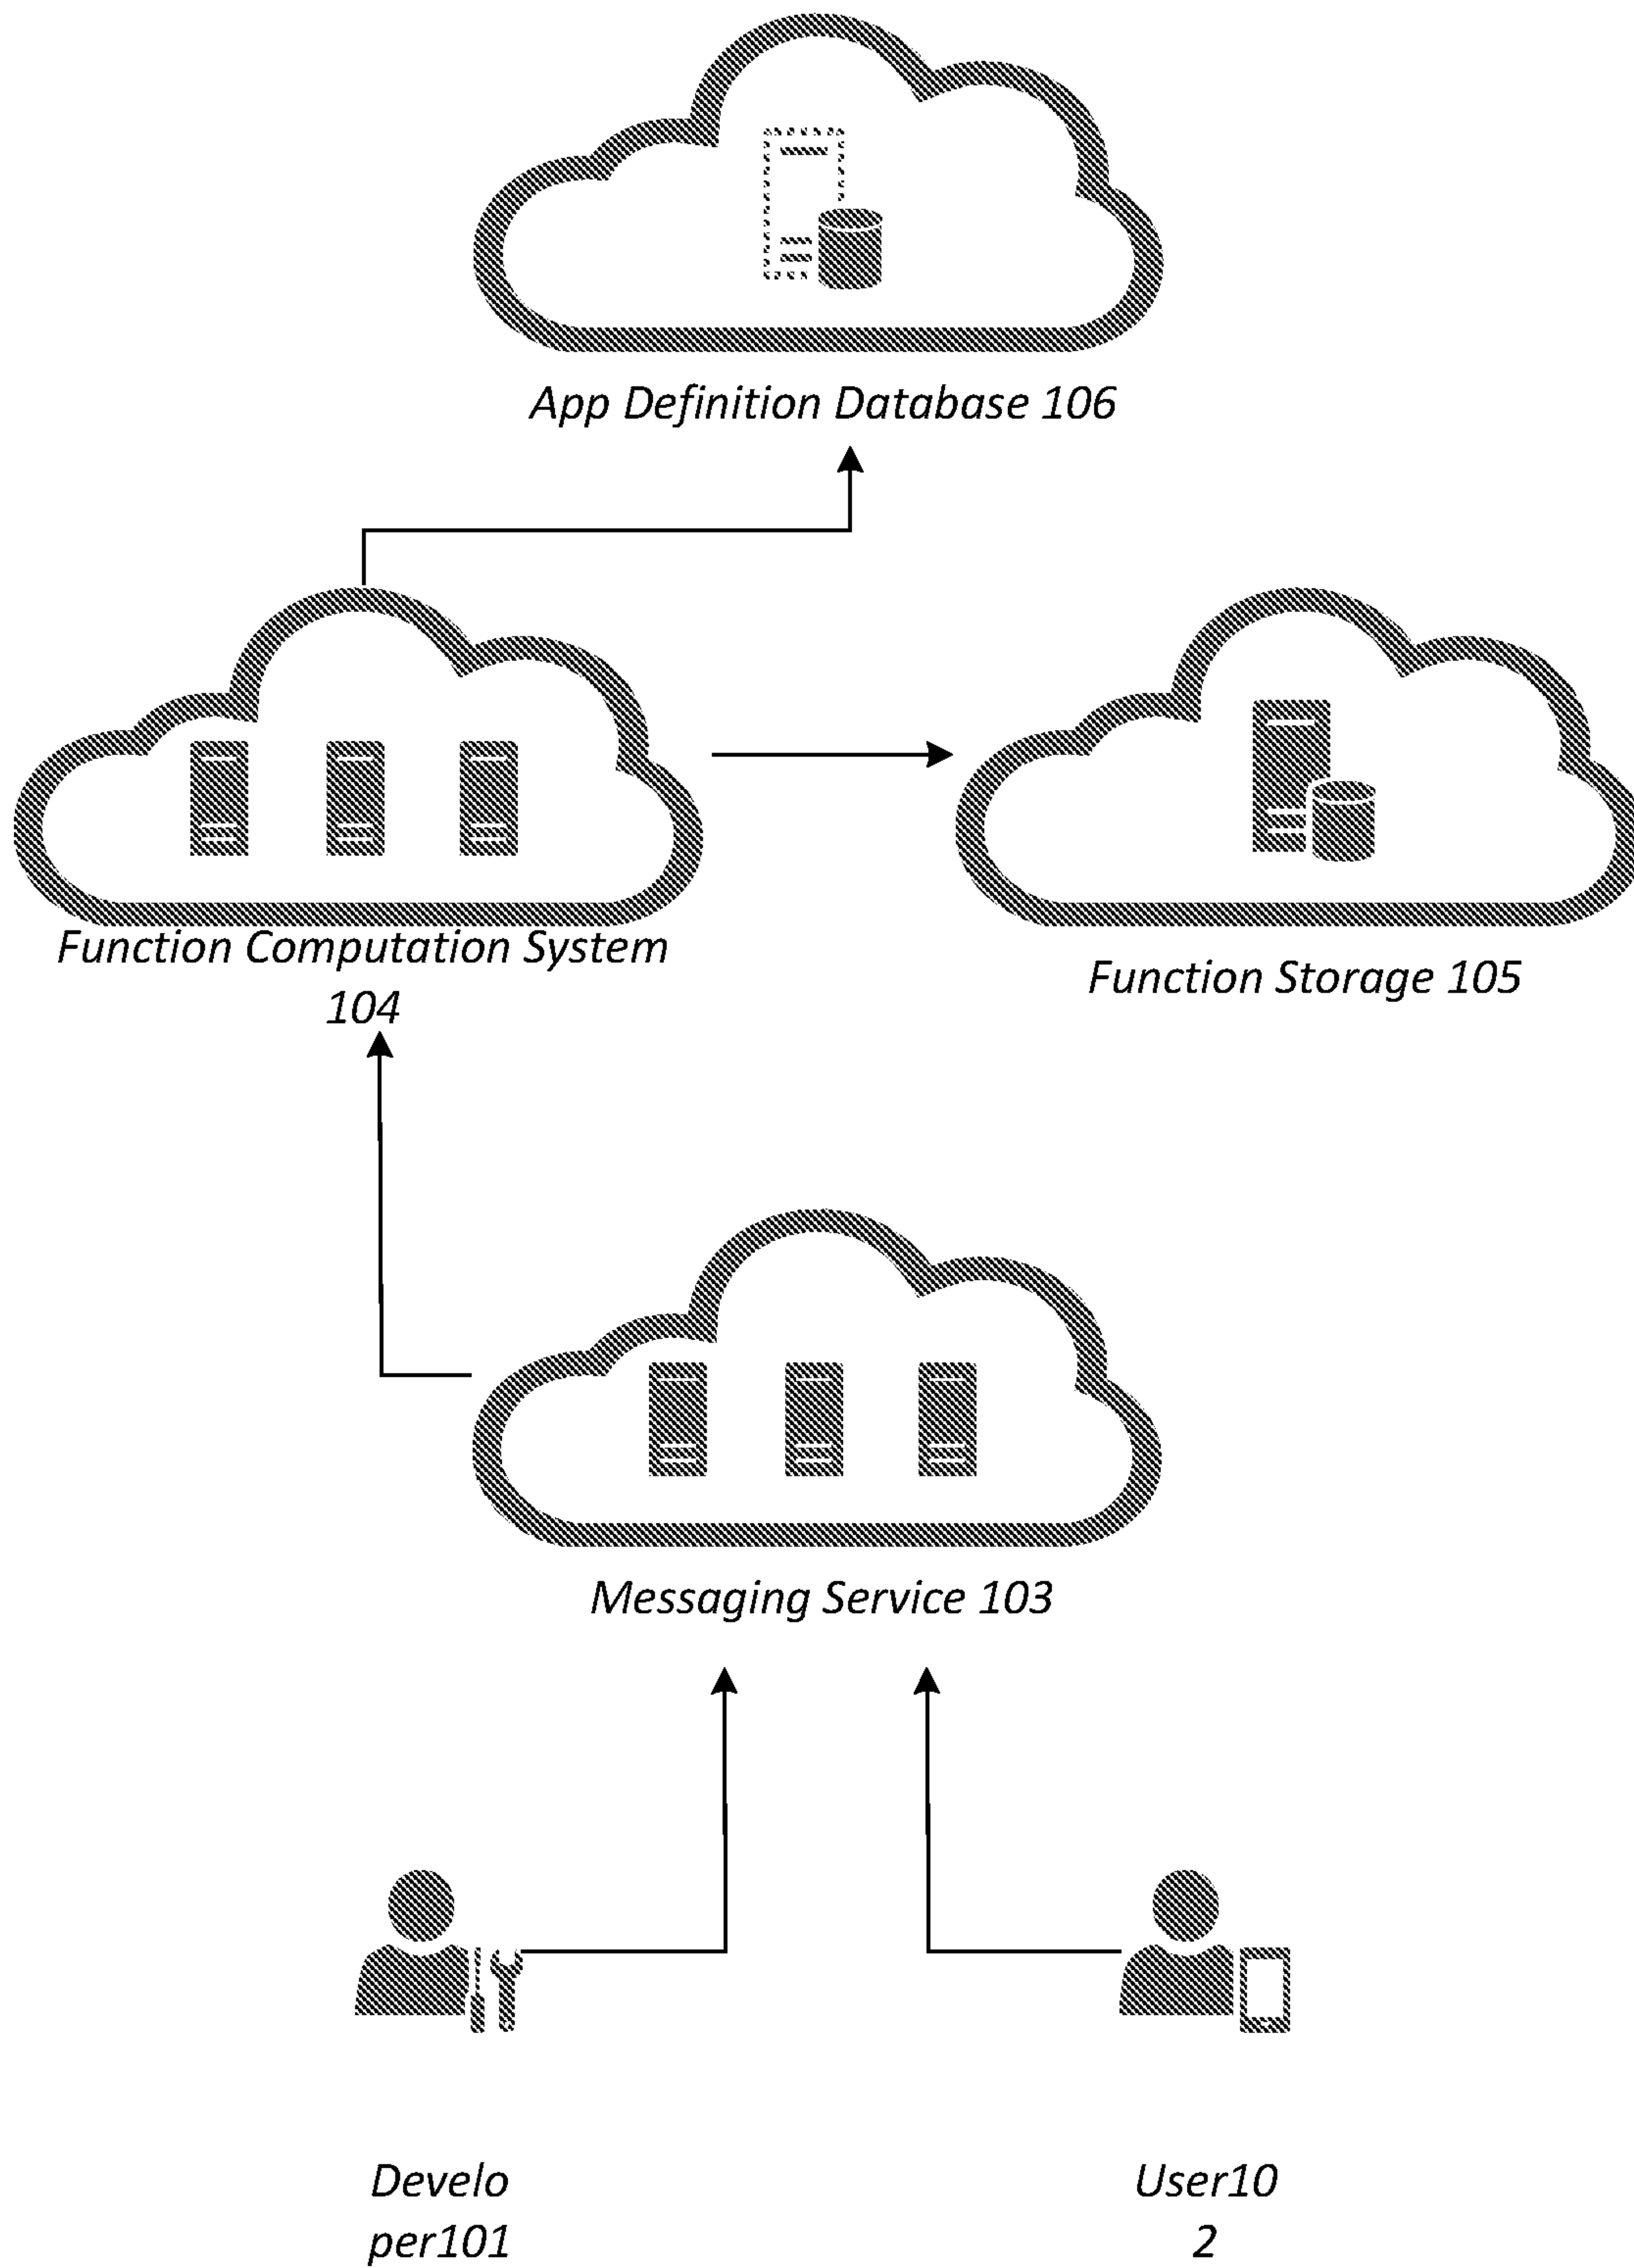 App Definition Database 106
Function Computation System
104
Function Storage 105
Messaging Service 103
Develo
per101
User10
2